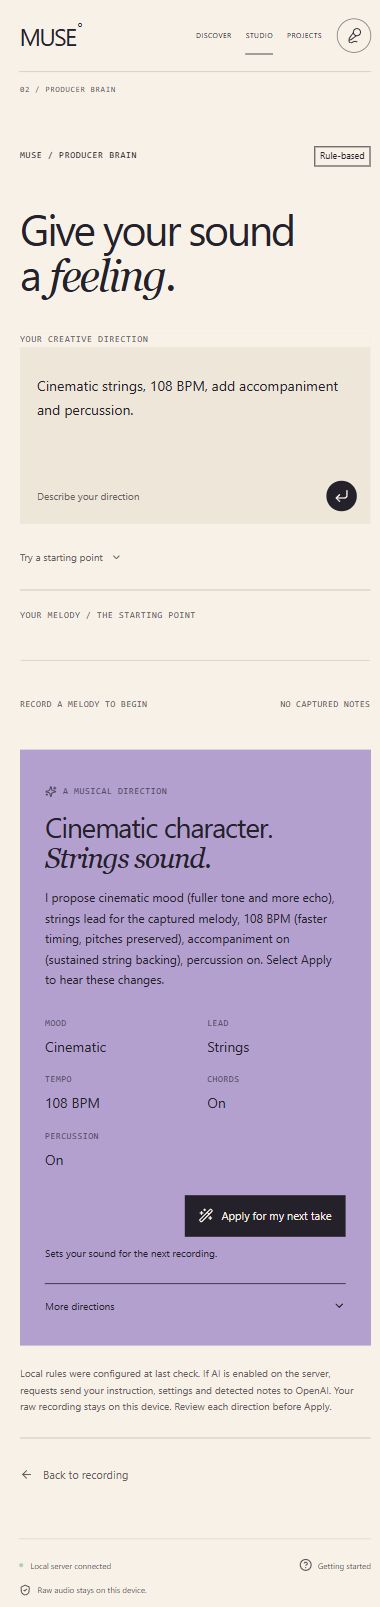 MUSE°
DISCOVER STUDIO PROJECTS
02 / PRODUCER BRAIN
MUSE / PRODUCER BRAIN
Rule-based
Give your sound
a feeling.
YOUR CREATIVE DIRECTION
Cinematic strings, 108 BPM, add accompaniment
and percussion.
Describe your direction
Try a starting point
YOUR MELODY / THE STARTING POINT
RECORD A MELODY TO BEGIN
NO CAPTURED NOTES
A MUSICAL DIRECTION
Cinematic character.
Strings sound.
I propose cinematic mood (fuller tone and more echo),
strings lead for the captured melody, 108 BPM (faster
timing, pitches preserved), accompaniment on
(sustained string backing), percussion on. Select Apply
to hear these changes.
MOOD LEAD
Cinematic Strings
TEMPO CHORDS
108 BPM On
PERCUSSION
On
Apply for my next take
Sets your sound for the next recording.
More directions
Local rules were configured at last check. If AI is enabled on the server,
requests send your instruction, settings and detected notes to OpenAI. Your
raw recording stays on this device. Review each direction before Apply.
Back to recording
Local server connected
Getting started
Raw audio stays on this device.